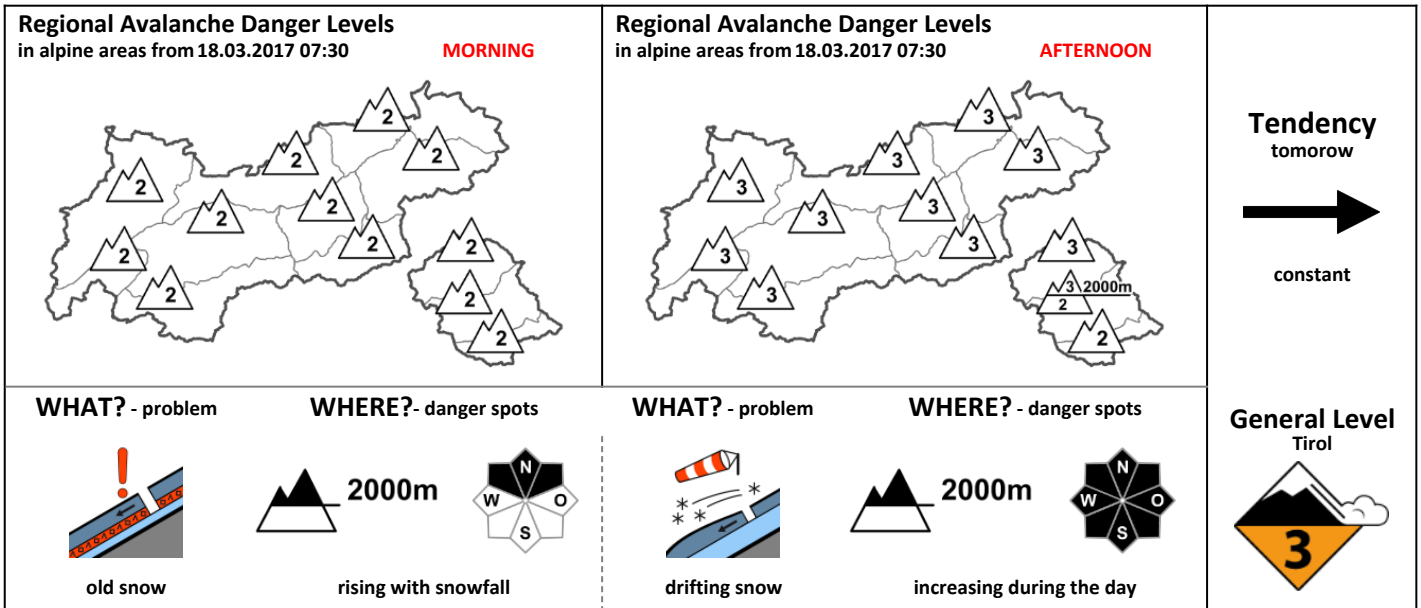 Regional Avalanche Danger Levels
in alpine areas from 18.03.2017 07:30 MORNING
2
2
2
2
2
2
2
2
2
2
2
2
Regional Avalanche Danger Levels
in alpine areas from 18.03.2017 07:30 AFTERNOON
3
3
3
3
3
3
3
3
3
3
3 2000m
2
2
Tendency
tomorow
constant
WHAT? - problem
2000m
old snow
WHERE? - danger spots
N
W O
S
rising with snowfall
WHAT? - problem
drifting snow
WHERE? - danger spots
2000m
N
W O
S
increasing during the day
General Level
Tirol
3